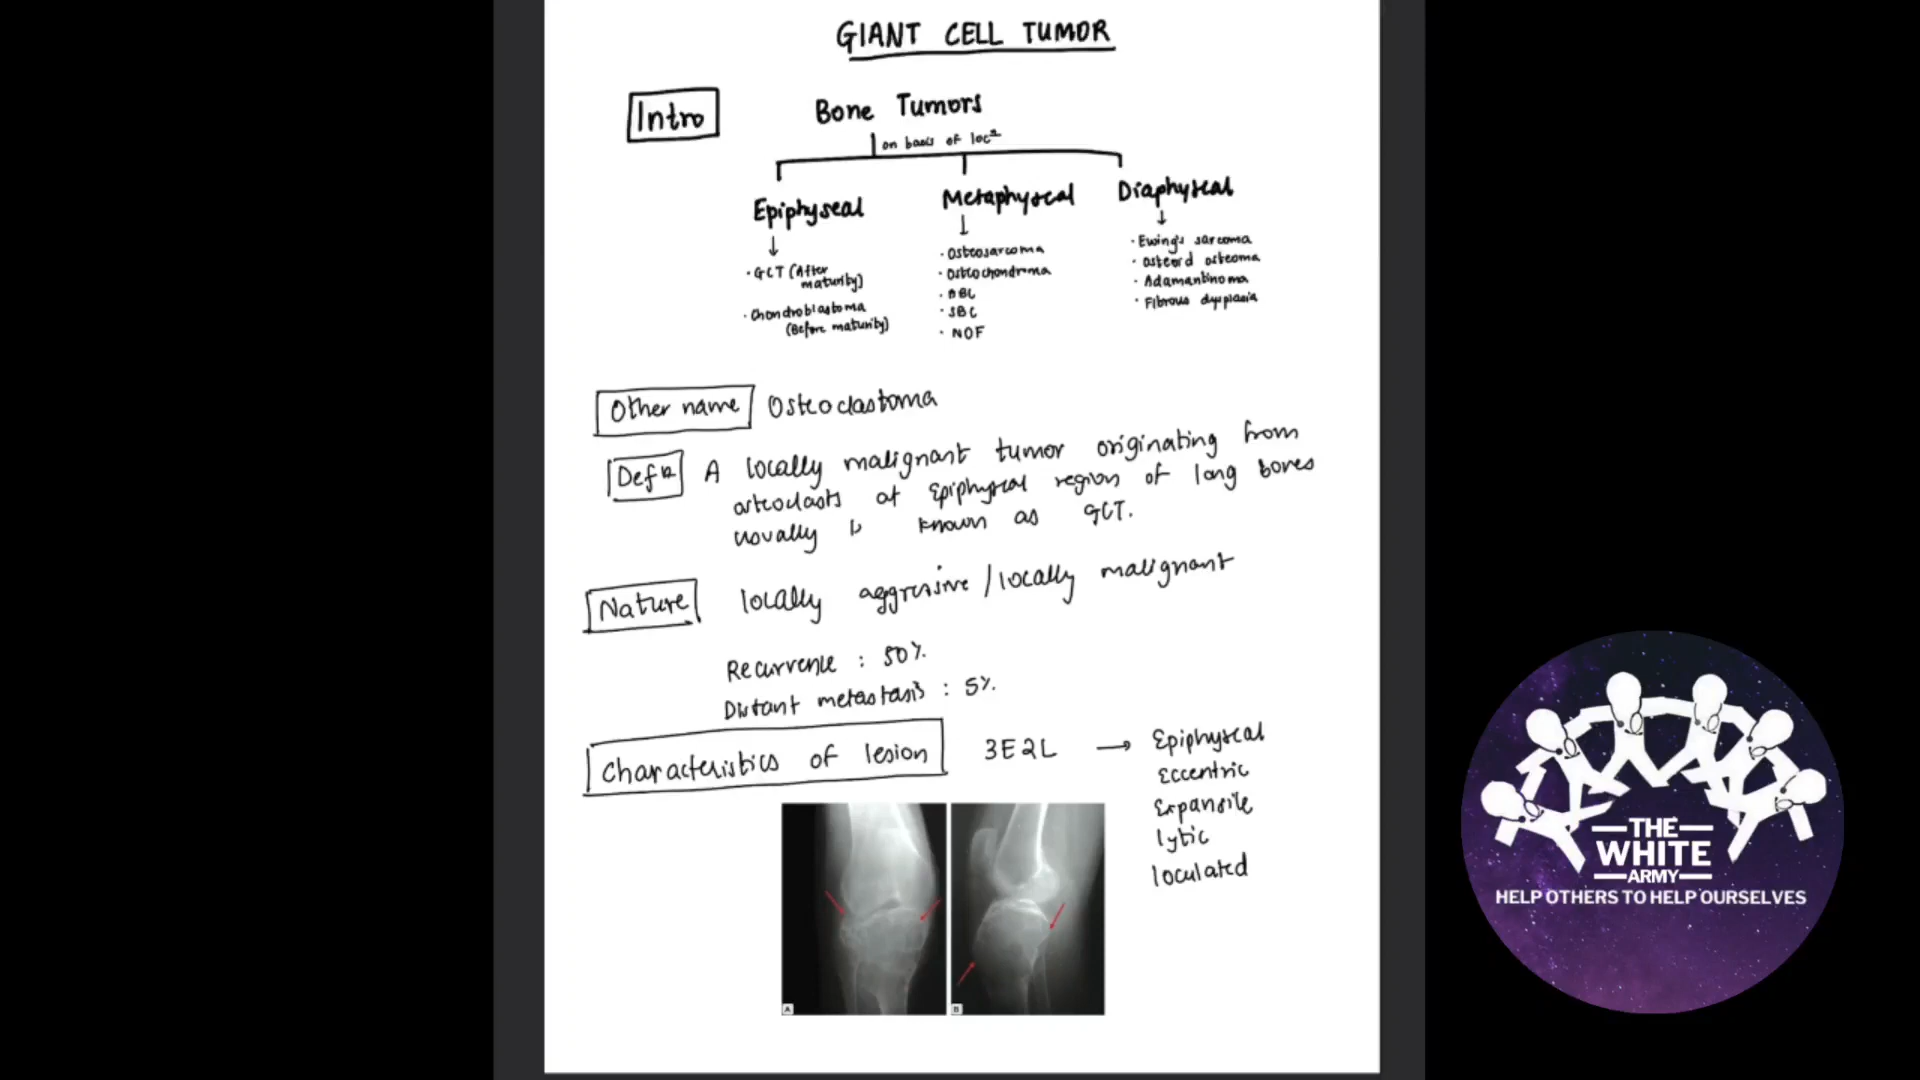 GIANT CELL TUMOR
Intro
Bone Tumors
on basis of locⁿ
Epiphyseal
Metaphyseal
Diaphyseal
· GCT (After
maturity)
· Chondroblastoma
(Before maturity)
· Osteosarcoma
· Osteochondroma
· ABC
· SBC
· NOF
· Ewing's sarcoma
· Osteoid osteoma
· Adamantinoma
· Fibrous dysplasia
Other name
Osteoclastoma
Defⁿ
A locally malignant tumor originating from
osteoclasts at Epiphyseal region of long bones
usually is known as GCT.
Nature
locally aggressive / locally malignant
Recurrence : 50%
Distant metastasis : 5%
Characteristics of lesion
3E2L → Epiphyseal
Eccentric
Expansile
lytic
loculated
A
B
THE
WHITE
ARMY
HELP OTHERS TO HELP OURSELVES